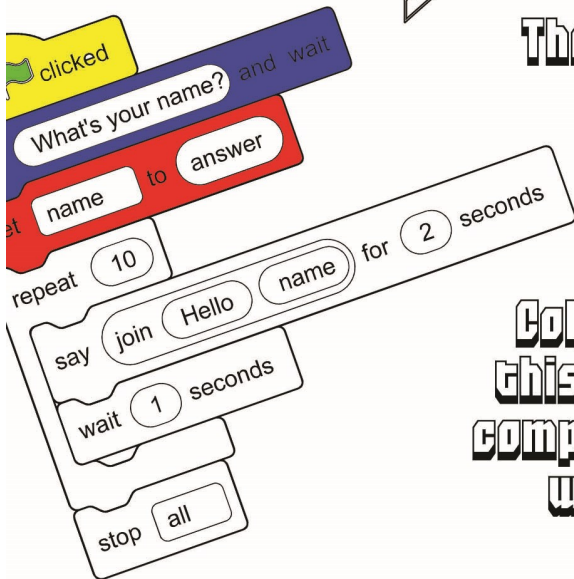 clicked
What's your name? and wait
name to answer
repeat 10
say join Hello name for 2 seconds
wait 1 seconds
stop all